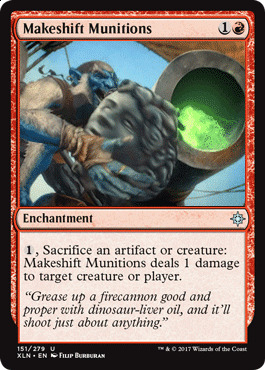 Makeshift Munitions 1
Enchantment
1, Sacrifice an artifact or creature:
Makeshift Munitions deals 1 damage
to target creature or player.
"Grease up a firecannon good and
proper with dinosaur-liver oil, and it'll
shoot just about anything."
151/279 U
XLN • EN Filip Burburan
™ & © 2017 Wizards of the Coast